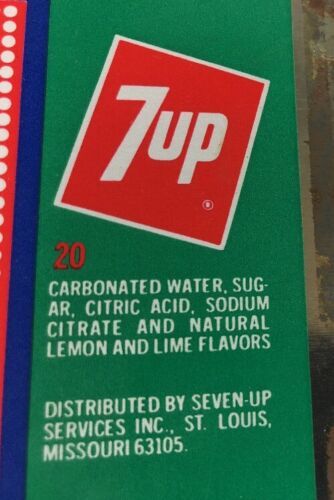 7up
®
20
CARBONATED WATER, SUG-
AR, CITRIC ACID, SODIUM
CITRATE AND NATURAL
LEMON AND LIME FLAVORS
DISTRIBUTED BY SEVEN-UP
SERVICES INC., ST. LOUIS,
MISSOURI 63105.